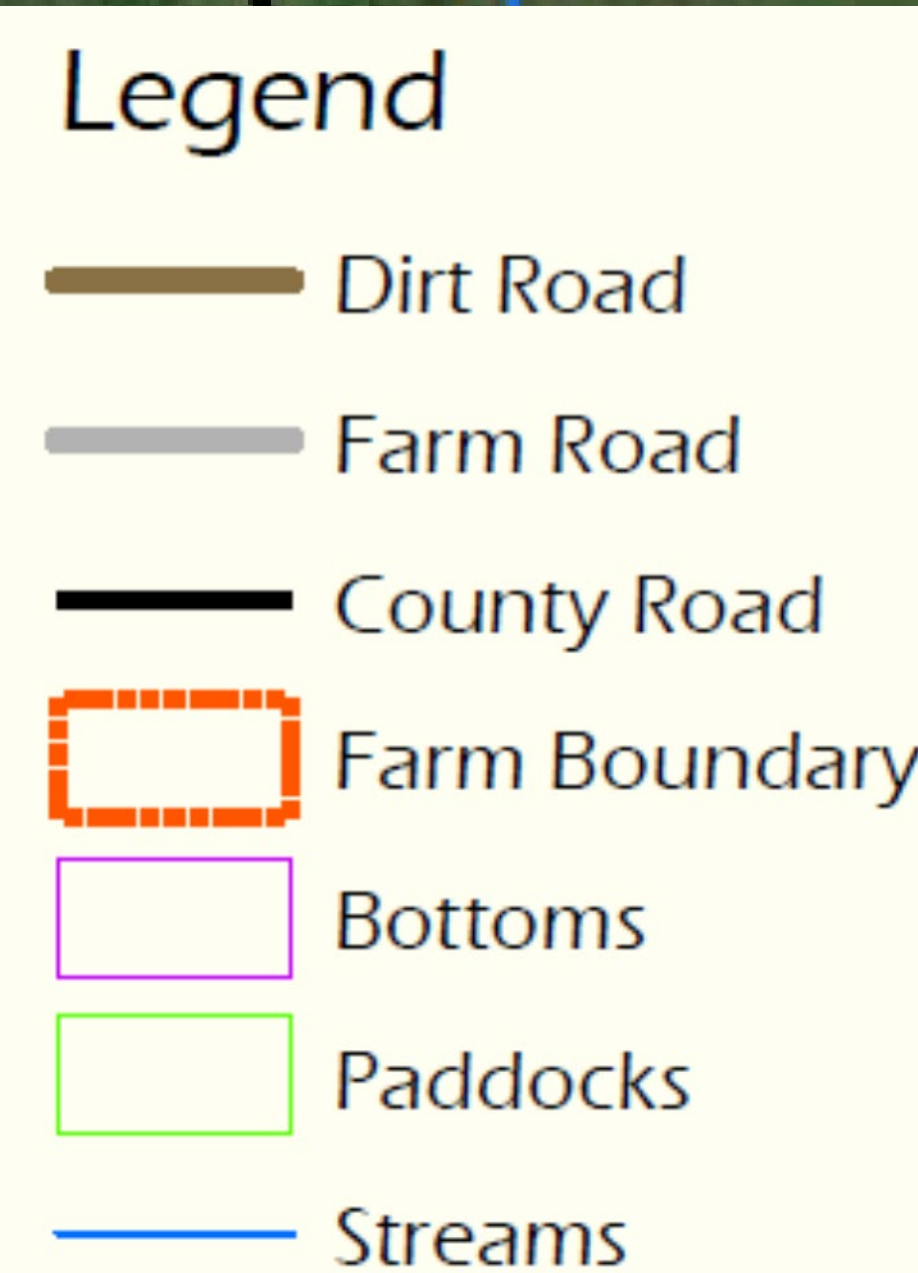 Legend
Dirt Road
Farm Road
County Road
Farm Boundary
Bottoms
Paddocks
Streams